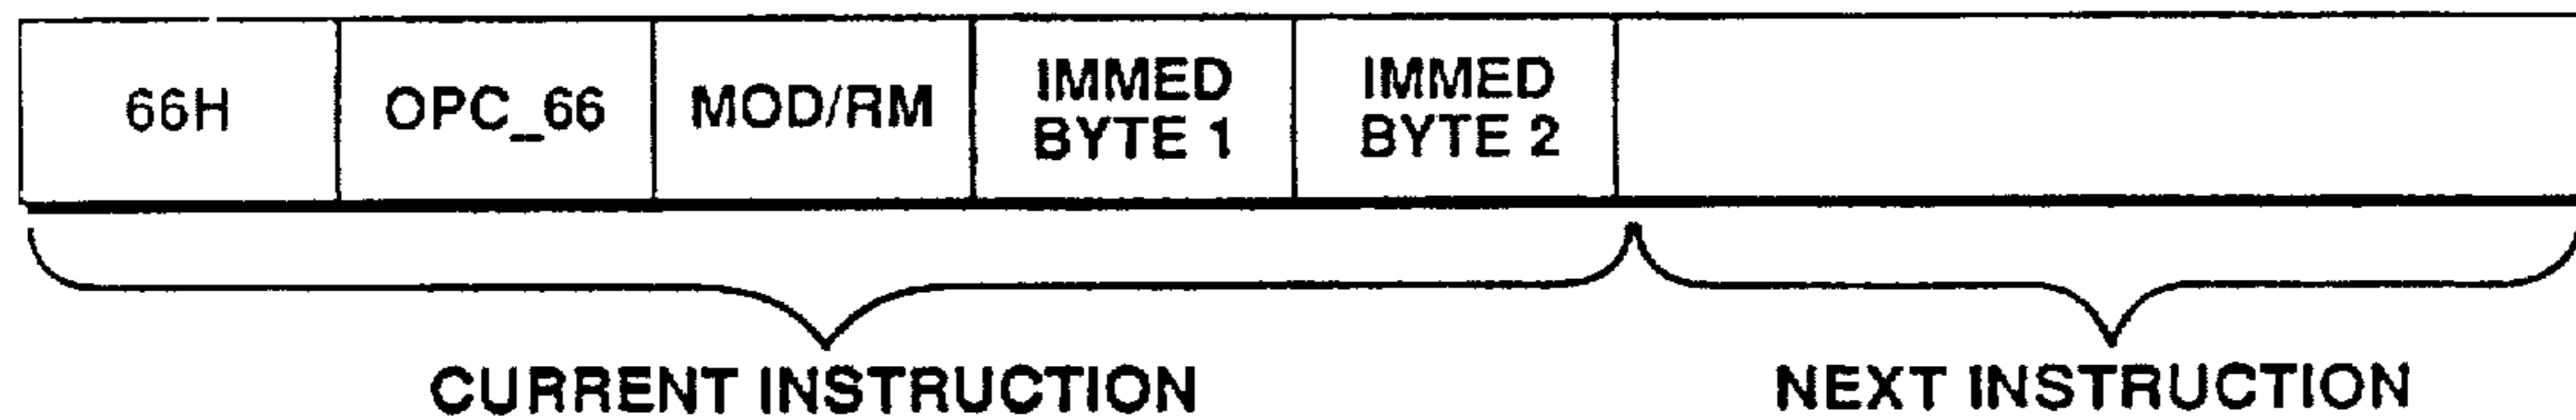 66H
OPC_66
MOD/RM
IMMED
BYTE 1
IMMED
BYTE 2
CURRENT INSTRUCTION
NEXT INSTRUCTION